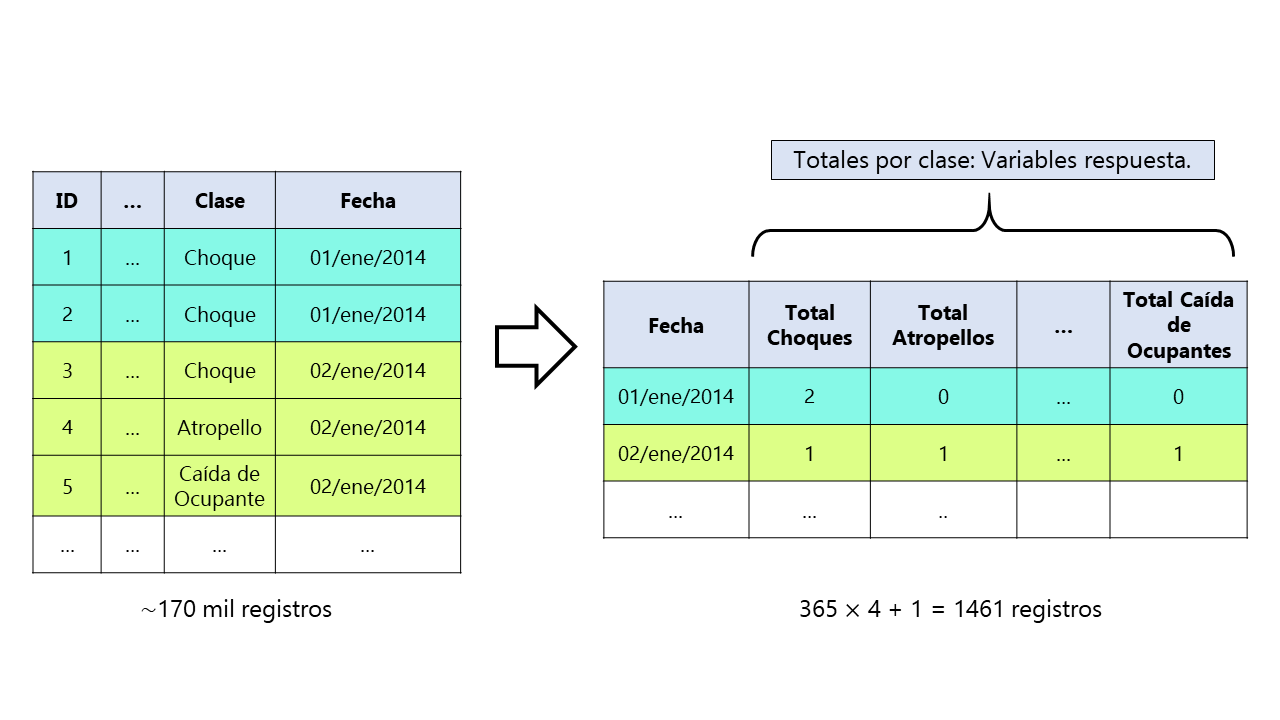 Totales por clase: Variables respuesta.
ID ... Clase Fecha
1 ... Choque 01/ene/2014
2 ... Choque 01/ene/2014
3 ... Choque 02/ene/2014
4 ... Atropello 02/ene/2014
5 ... Caída de
Ocupante 02/ene/2014
... ... ... ...
~170 mil registros
Fecha Total
Choques Total
Atropellos ... Total Caída
de
Ocupantes
01/ene/2014 2 0 ... 0
02/ene/2014 1 1 ... 1
... ... ..
365 × 4 + 1 = 1461 registros